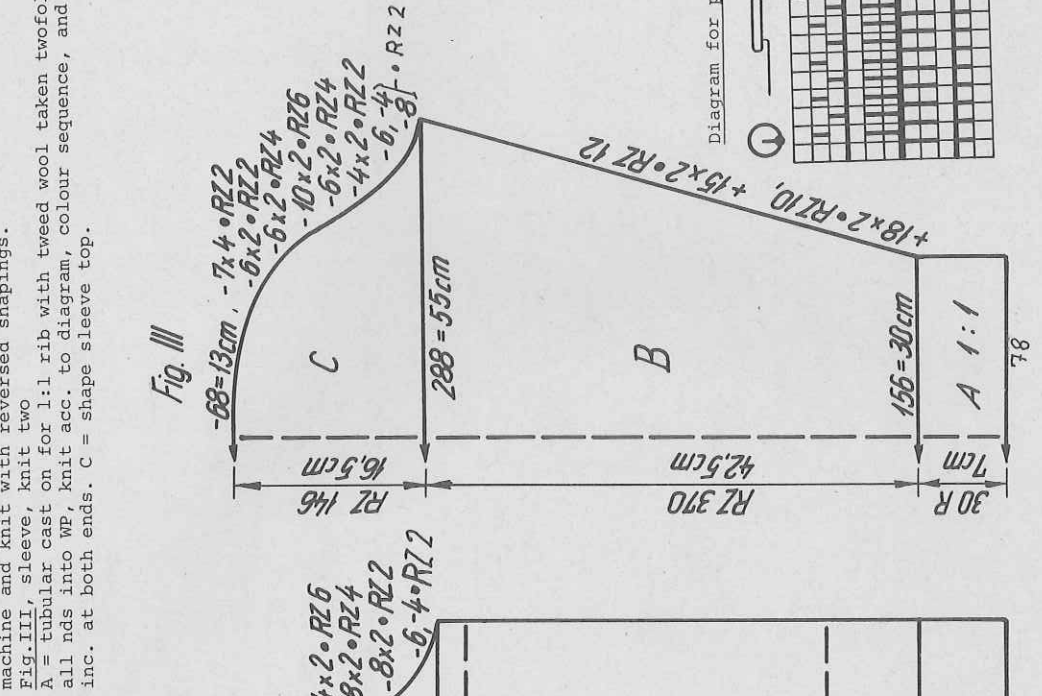 machine and knit with reversed shapings.
Fig.III, sleeve, knit two
A = tubular cast on for 1:1 rib with tweed wool taken twofol
all nds into WP, knit acc. to diagram, colour sequence, and
inc. at both ends. C = shape sleeve top.
Fig. III
-68=13cm, -7x4•RZ2
-6x2•RZ2
-6x2•RZ4
-10x2•RZ6
-6x2•RZ4
-4x2•RZ2
-6,-4
-8}-•RZ2
C
RZ 146
16,5cm
288=55cm
B
RZ 370
42,5cm
+18x2•RZ10, +15x2•RZ 12
156=30cm
A 1:1
30 R
7cm
78
4x2•RZ6
8x2•RZ4
-8x2•RZ2
-6,-4•RZ2
Diagram for p